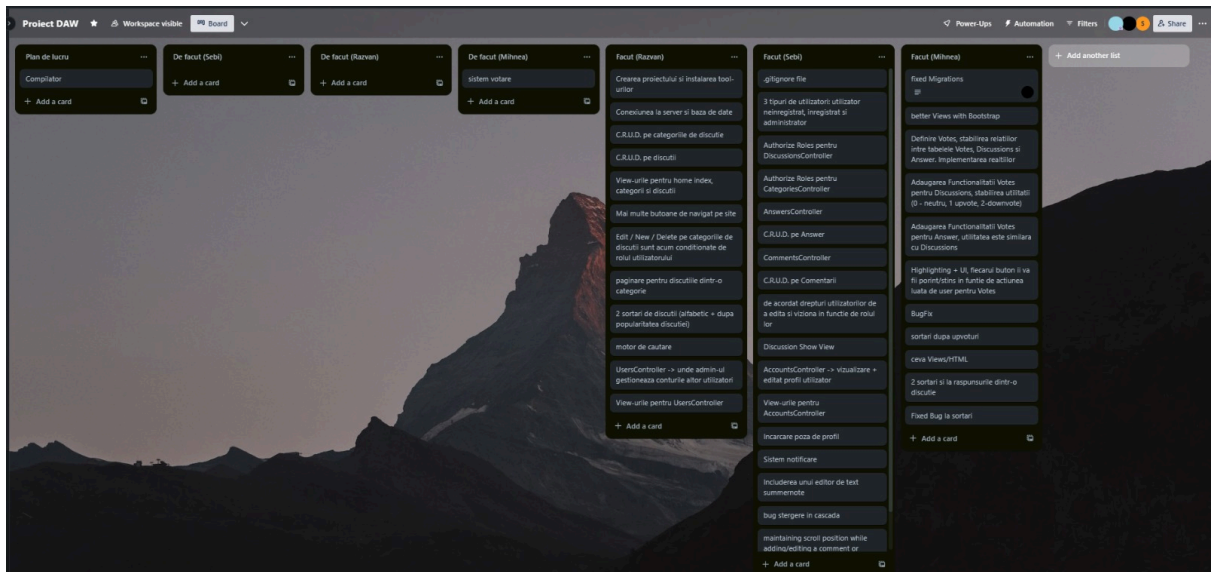 Proiect DAW
Workspace visible
Board
Power-Ups
Automation
Filters
S
Share
Plan de lucru
Compilator
+ Add a card
De facut (Sebi)
+ Add a card
De facut (Razvan)
+ Add a card
De facut (Mihnea)
sistem votare
+ Add a card
Facut (Razvan)
Crearea proiectului si instalarea tool-
urilor
Conexiunea la server si baza de date
C.R.U.D. pe categoriile de discutie
C.R.U.D. pe discutii
View-urile pentru home index,
categorii si discutii
Mai multe butoane de navigat pe site
Edit / New / Delete pe categoriile de
discutii sunt acum conditionate de
rolul utilizatorului
paginare pentru discutiile dintr-o
categorie
2 sortari de discutii (alfabetic + dupa
popularitatea discutiei)
motor de cautare
UsersController -> unde admin-ul
gestioneaza conturile altor utilizatori
View-urile pentru UsersController
+ Add a card
Facut (Sebi)
.gitignore file
3 tipuri de utilizatori: utilizator
neinregistrat, inregistrat si
administrator
Authorize Roles pentru
DiscussionsController
Authorize Roles pentru
CategoriesController
AnswersController
C.R.U.D. pe Answer
CommentsController
C.R.U.D. pe Comentarii
de acordat drepturi utilizatorilor de
a edita si viziona in functie de rolul
lor
Discussion Show View
AccountsController -> vizualizare +
editat profil utilizator
View-urile pentru
AccountsController
Incarcare poza de profil
Sistem notificare
Includerea unui editor de text
summernote
bug stergere in cascada
maintaining scroll position while
adding/editing a comment or
+ Add a card
Facut (Mihnea)
fixed Migrations
better Views with Bootstrap
Definire Votes, stabilirea relatiilor
intre tabelele Votes, Discussions si
Answer. Implementarea realtiilor
Adaugarea Functionalitatii Votes
pentru Discussions, stabilirea utilitatii
(0 - neutru, 1 upvote, 2-downvote)
Adaugarea Functionalitatii Votes
pentru Answer, utilitatea este similara
cu Discussions
Highlighting + UI, fiecarui buton ii va
fii porint/stins in funtie de actiunea
luata de user pentru Votes
BugFix
sortari dupa upvoturi
ceva Views/HTML
2 sortari si la raspunsurile dintr-o
discutie
Fixed Bug la sortari
+ Add a card
+ Add another list